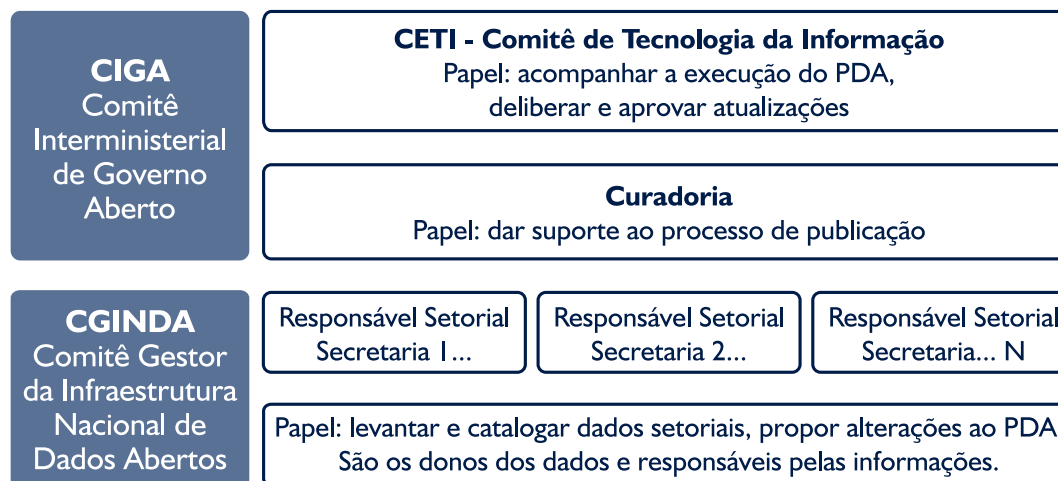 CIGA
Comitê
Interministerial
de Governo
Aberto
CETI - Comitê de Tecnologia da Informação
Papel: acompanhar a execução do PDA,
deliberar e aprovar atualizações
Curadoria
Papel: dar suporte ao processo de publicação
CGINDA
Comitê Gestor
da Infraestrutura
Nacional de
Dados Abertos
Responsável Setorial
Secretaria 1...
Responsável Setorial
Secretaria 2...
Responsável Setorial
Secretaria... N
Papel: levantar e catalogar dados setoriais, propor alterações ao PDA
São os donos dos dados e responsáveis pelas informações.